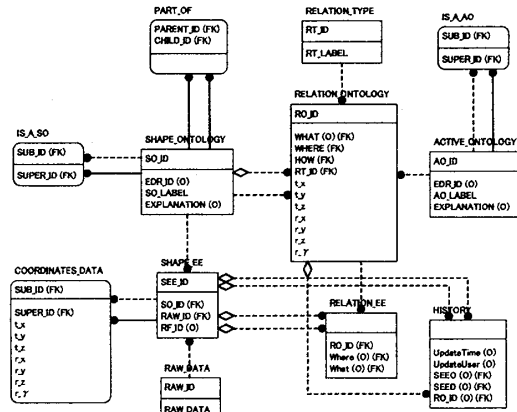 PART_OF
PARENT_ID (FK)
CHILD_ID (FK)
RELATION_TYPE
RT_ID
RT_LABEL
IS_A_AO
SUB_ID (FK)
SUPER_ID (FK)
IS_A_SO
SUB_ID (FK)
SUPER_ID (FK)
SHAPE_ONTOLOGY
SO_ID
EDR_ID (O)
SO_LABEL
EXPLANATION (O)
RELATION_ONTOLOGY
RO_ID
WHAT (O) (FK)
WHERE (FK)
HOW (FK)
RT_ID (FK)
t_x
t_y
t_z
r_x
r_y
r_z
r_γ
ACTIVE_ONTOLOGY
AO_ID
EDR_ID (O)
AO_LABEL
EXPLANATION (O)
COORDINATES_DATA
SUB_ID (FK)
SUPER_ID (FK)
t_x
t_y
t_z
r_x
r_y
r_z
r_γ
SHAPE_EE
SEE_ID
SO_ID (FK)
RAW_ID (FK)
RF_ID (O)
RELATION_EE
RO_ID (FK)
Where (O) (FK)
What (O) (FK)
HISTORY
UpdateTime (O)
UpdateUser (O)
SEEO (O) (FK)
SEED (O) (FK)
RO_ID (O) (FK)
RAW_DATA
RAW_ID
RAW_DATA